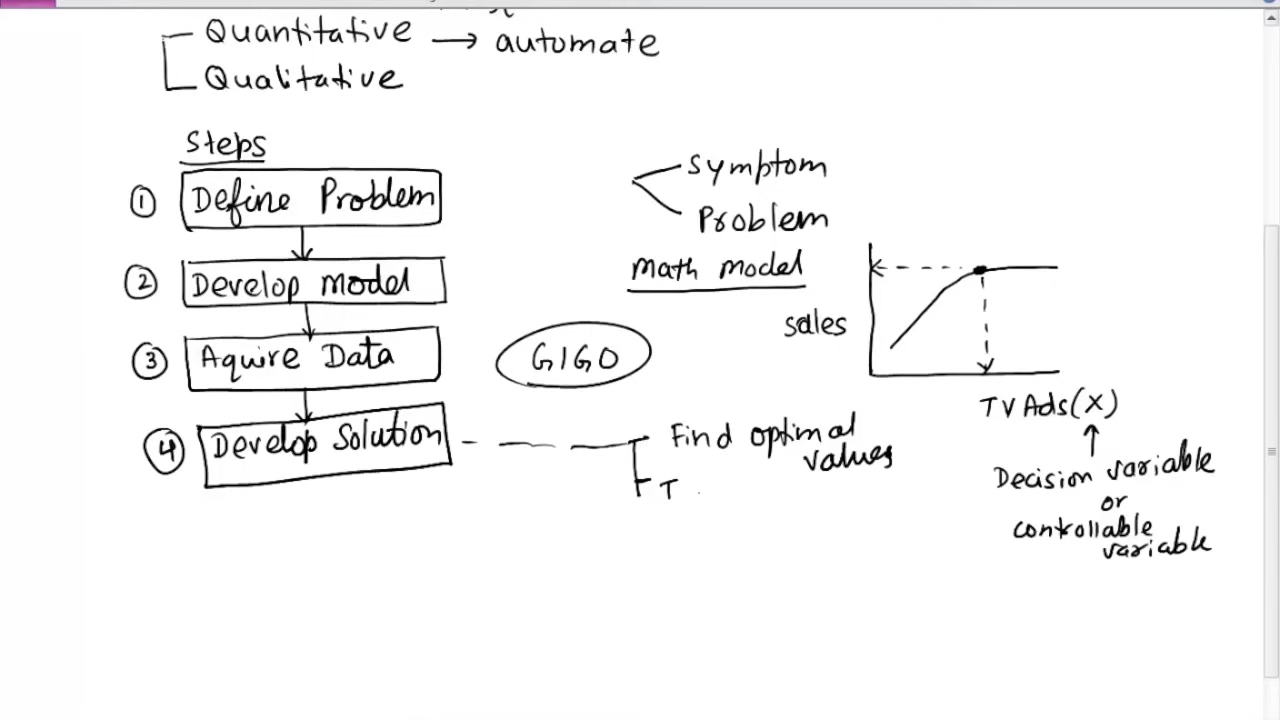 Quantitative → automate
Qualitative
Steps
① Define Problem
Symptom
Problem
② Develop model
math model
③ Aquire Data
GIGO
sales
TV Ads(X)
④ Develop Solution
Find optimal
values
T
Decision variable
or
controllable
variable